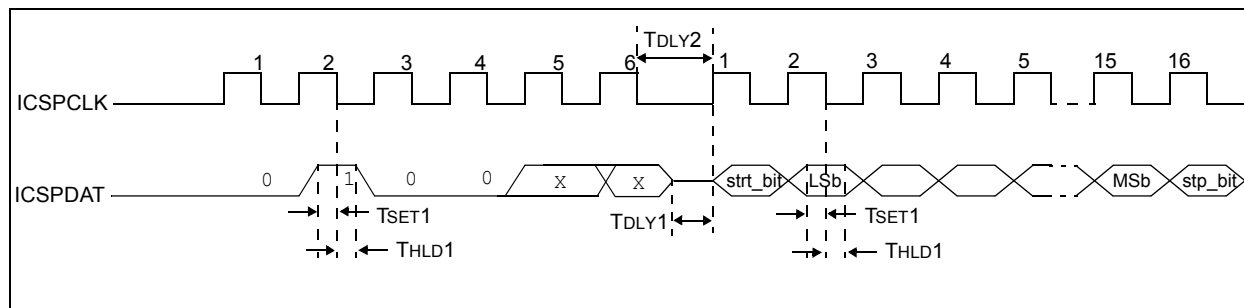 TDLY2
1 2 3 4 5 6 1 2 3 4 5 15 16
ICSPCLK
0 1 0 0 X X strt_bit LSb MSb stp_bit
ICSPDAT
TSET1 TDLY1 TSET1
THLD1 THLD1